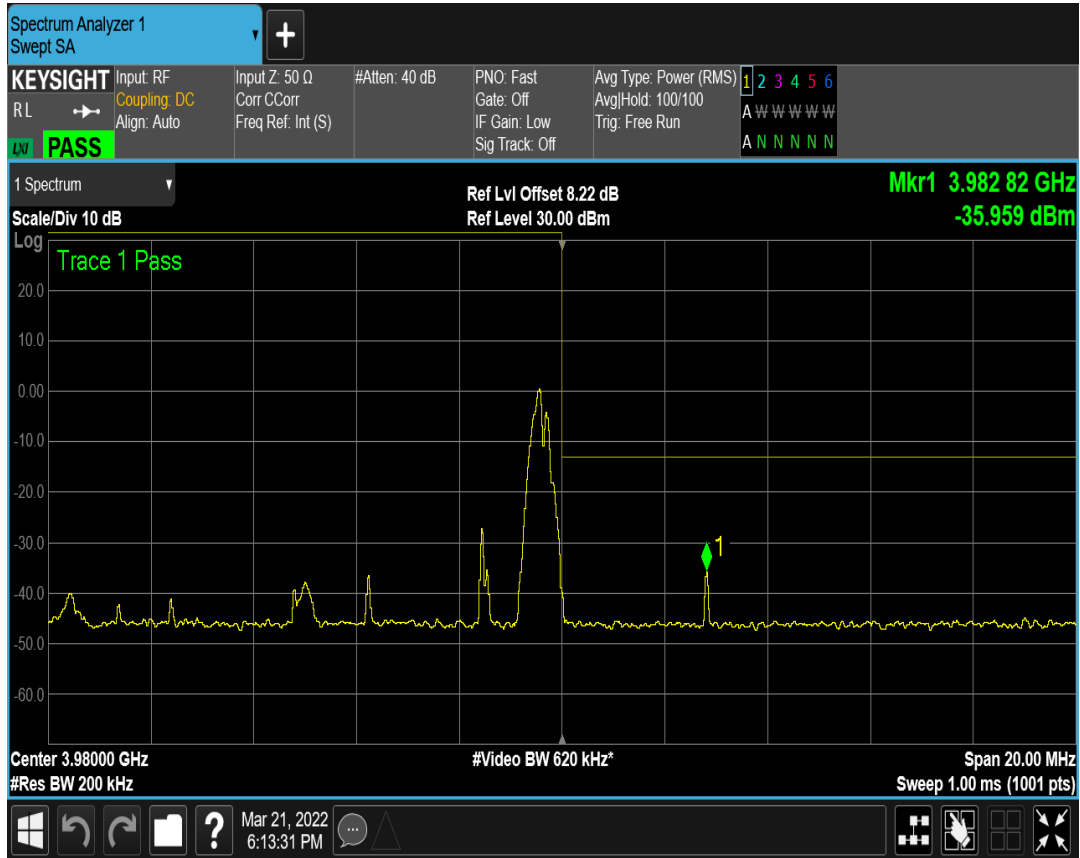 Spectrum Analyzer 1
Swept SA
+
KEYSIGHT
RL
LXI PASS
Input: RF
Coupling: DC
Align: Auto
Input Z: 50 Ω
Corr CCorr
Freq Ref: Int (S)
#Atten: 40 dB
PNO: Fast
Gate: Off
IF Gain: Low
Sig Track: Off
Avg Type: Power (RMS)
Avg|Hold: 100/100
Trig: Free Run
1 2 3 4 5 6
A W W W W W
A N N N N N
1 Spectrum
Scale/Div 10 dB
Ref Lvl Offset 8.22 dB
Ref Level 30.00 dBm
Mkr1 3.982 82 GHz
-35.959 dBm
Log
Trace 1 Pass
20.0
10.0
0.00
-10.0
-20.0
-30.0
1
-40.0
-50.0
-60.0
Center 3.98000 GHz
#Video BW 620 kHz*
Span 20.00 MHz
#Res BW 200 kHz
Sweep 1.00 ms (1001 pts)
?
Mar 21, 2022
6:13:31 PM